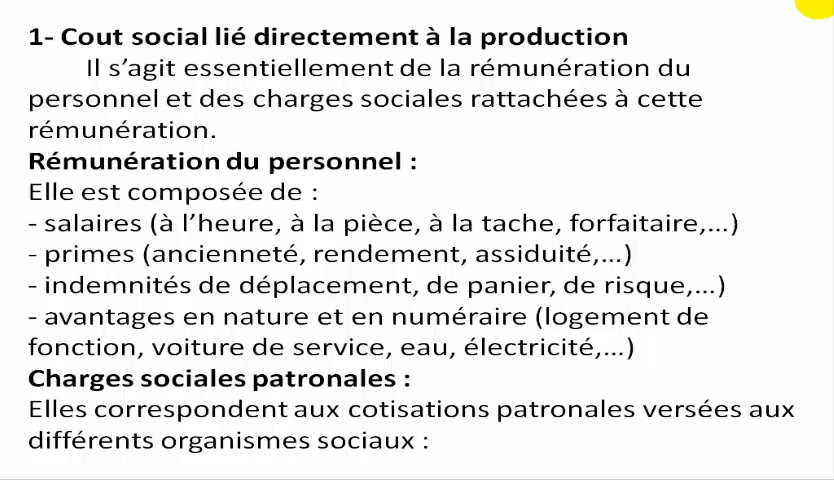 1- Cout social lié directement à la production
Il s’agit essentiellement de la rémunération du
personnel et des charges sociales rattachées à cette
rémunération.
Rémunération du personnel :
Elle est composée de :
- salaires (à l’heure, à la pièce, à la tache, forfaitaire,...)
- primes (ancienneté, rendement, assiduité,...)
- indemnités de déplacement, de panier, de risque,...)
- avantages en nature et en numéraire (logement de
fonction, voiture de service, eau, électricité,...)
Charges sociales patronales :
Elles correspondent aux cotisations patronales versées aux
différents organismes sociaux :